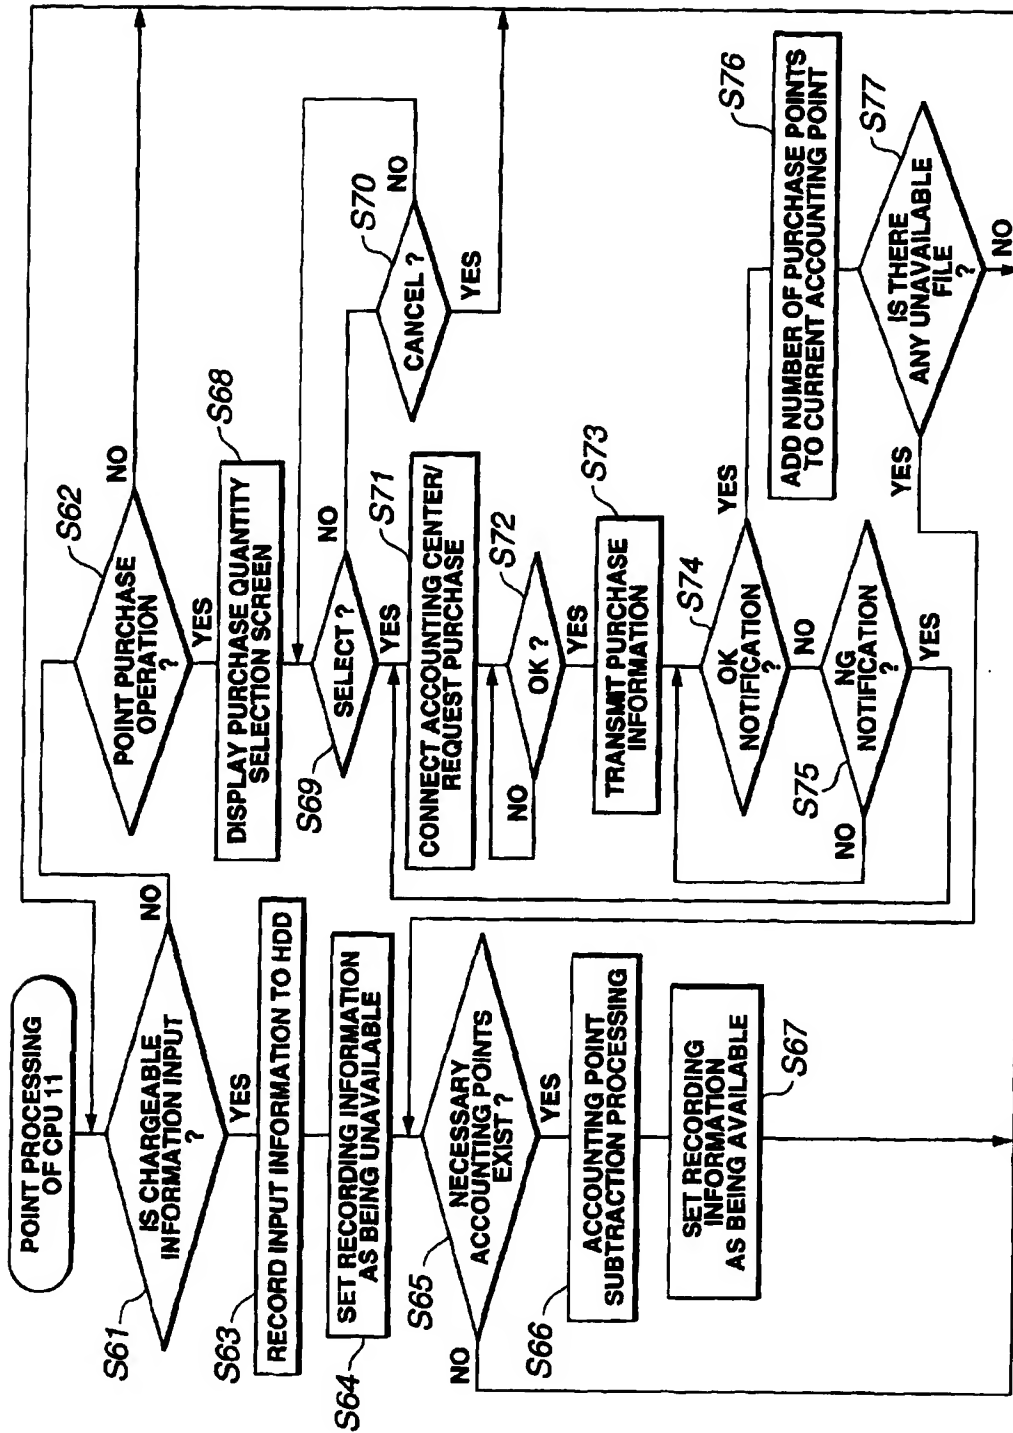 POINT PROCESSING
OF CPU 11
S61
IS CHARGEABLE
INFORMATION INPUT
?
NO
YES
S63
RECORD INPUT INFORMATION TO HDD
S64
SET RECORDING INFORMATION
AS BEING UNAVAILABLE
S65
NECESSARY
ACCOUNTING POINTS
EXIST ?
NO
YES
S66
ACCOUNTING POINT
SUBTRACTION PROCESSING
S67
SET RECORDING
INFORMATION
AS BEING AVAILABLE
S62
POINT PURCHASE
OPERATION
?
NO
YES
S68
DISPLAY PURCHASE QUANTITY
SELECTION SCREEN
S69
SELECT ?
NO
YES
S70
CANCEL ?
NO
YES
S71
CONNECT ACCOUNTING CENTER/
REQUEST PURCHASE
S72
OK ?
NO
YES
S73
TRANSMIT PURCHASE
INFORMATION
S74
OK
NOTIFICATION
?
YES
NO
S75
NG
NOTIFICATION
?
NO
YES
S76
ADD NUMBER OF PURCHASE POINTS
TO CURRENT ACCOUNTING POINT
S77
IS THERE
ANY UNAVAILABLE
FILE
?
YES
NO